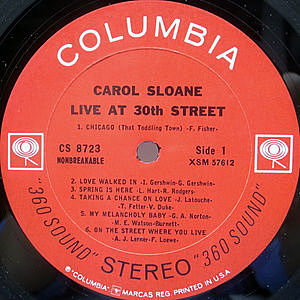 COLUMBIA
CAROL SLOANE
LIVE AT 30th STREET
1. CHICAGO (That Toddling Town) -F. Fisher-
CS 8723
NONBREAKABLE
Side 1
XSM 57612
2. LOVE WALKED IN -I. Gershwin-G. Gershwin-
3. SPRING IS HERE -L. Hart-R. Rodgers-
4. TAKING A CHANCE ON LOVE -J. Latouche-
T. Fetter-V. Duke-
5. MY MELANCHOLY BABY -G. A. Norton-
M. E. Watson-Burnett-
6. ON THE STREET WHERE YOU LIVE
A. J. Lerner-F. Loewe-
"360 SOUND" STEREO "360 SOUND"
® "COLUMBIA" MARCAS REG. PRINTED IN U.S.A.